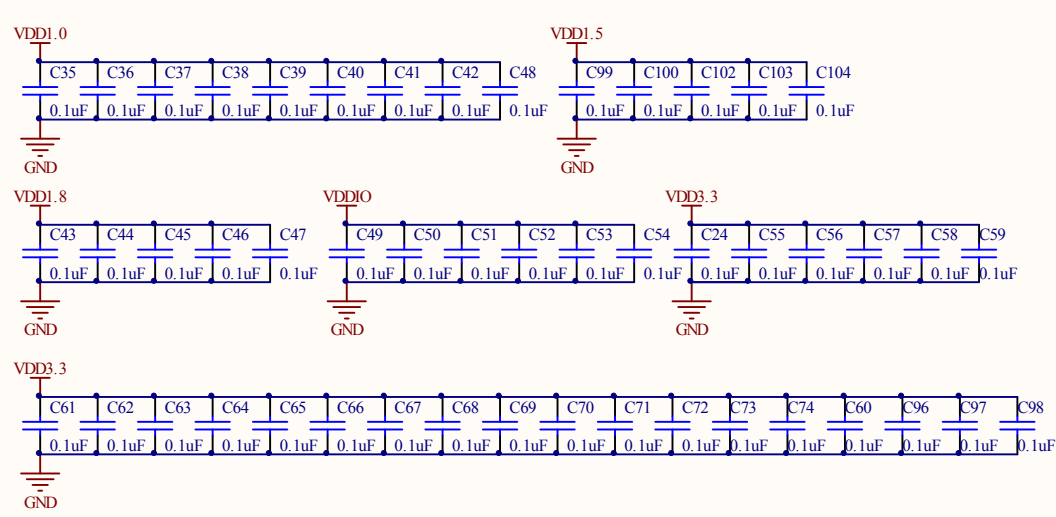 VDD1.0 VDD1.5
C35 C36 C37 C38 C39 C40 C41 C42 C48 C99 C100 C102 C103 C104
0.1uF 0.1uF 0.1uF 0.1uF 0.1uF 0.1uF 0.1uF 0.1uF 0.1uF 0.1uF 0.1uF 0.1uF 0.1uF 0.1uF
GND GND
VDD1.8 VDDIO VDD3.3
C43 C44 C45 C46 C47 C49 C50 C51 C52 C53 C54 C24 C55 C56 C57 C58 C59
0.1uF 0.1uF 0.1uF 0.1uF 0.1uF 0.1uF 0.1uF 0.1uF 0.1uF 0.1uF 0.1uF 0.1uF 0.1uF 0.1uF 0.1uF 0.1uF 0.1uF
GND GND GND
VDD3.3
C61 C62 C63 C64 C65 C66 C67 C68 C69 C70 C71 C72 C73 C74 C60 C96 C97 C98
0.1uF 0.1uF 0.1uF 0.1uF 0.1uF 0.1uF 0.1uF 0.1uF 0.1uF 0.1uF 0.1uF 0.1uF 0.1uF 0.1uF 0.1uF 0.1uF 0.1uF 0.1uF
GND